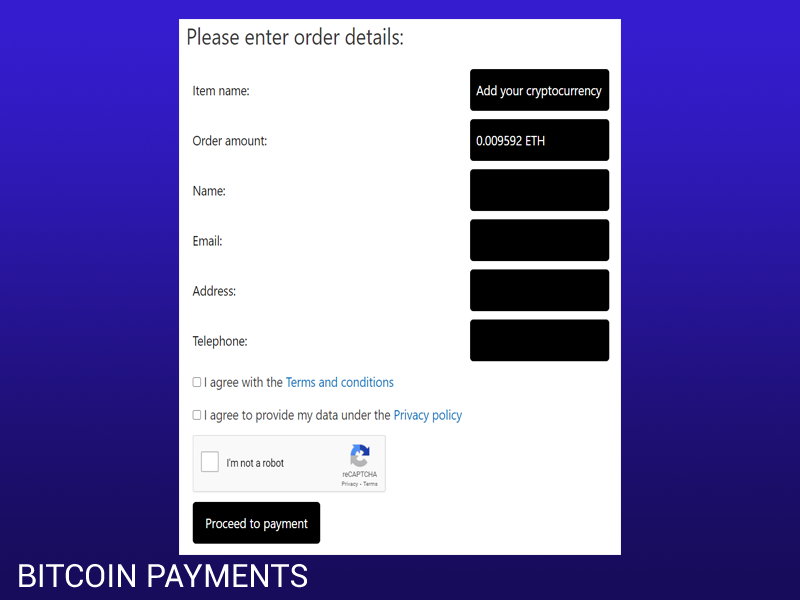 Please enter order details:
Item name:
Add your cryptocurrency
Order amount:
0.009592 ETH
Name:
Email:
Address:
Telephone:
I agree with the Terms and conditions
I agree to provide my data under the Privacy policy
I'm not a robot
reCAPTCHA
Privacy - Terms
Proceed to payment
BITCOIN PAYMENTS